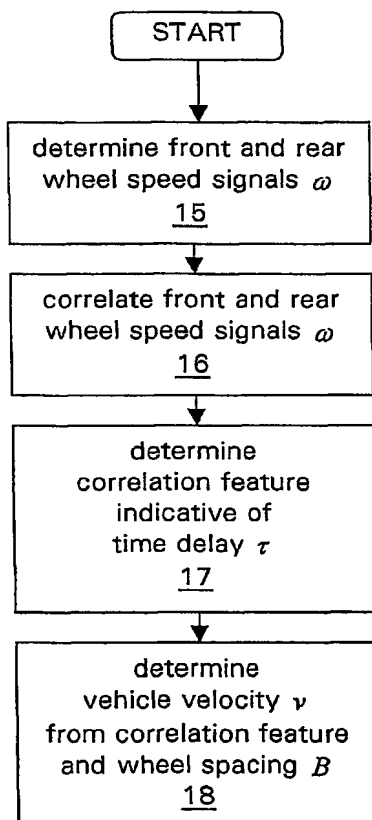 START
determine front and rear
wheel speed signals ω
15
correlate front and rear
wheel speed signals ω
16
determine
correlation feature
indicative of
time delay τ
17
determine
vehicle velocity ν
from correlation feature
and wheel spacing B
18